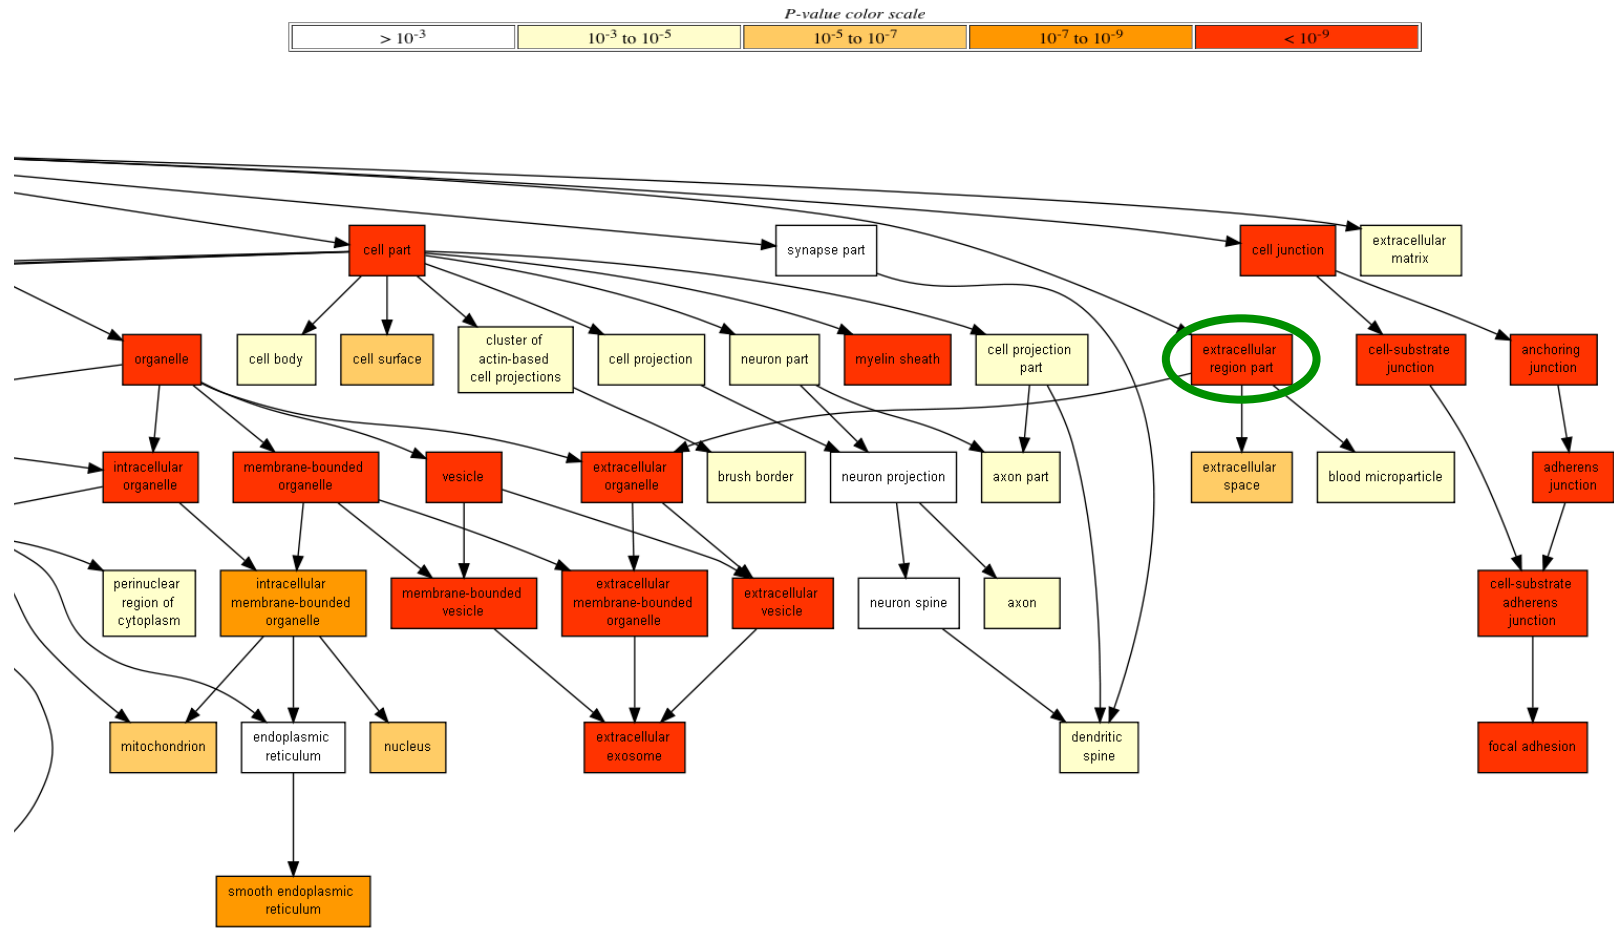 P-value color scale
> 10-3
10-3 to 10-5
10-5 to 10-7
10-7 to 10-9
< 10-9
cell part
synapse part
cell junction
extracellular
matrix
organelle
cell body
cell surface
cluster of
actin-based
cell projections
cell projection
neuron part
myelin sheath
cell projection
part
extracellular
region part
cell-substrate
junction
anchoring
junction
intracellular
organelle
membrane-bounded
organelle
vesicle
extracellular
organelle
brush border
neuron projection
axon part
extracellular
space
blood microparticle
adherens
junction
perinuclear
region of
cytoplasm
intracellular
membrane-bounded
organelle
membrane-bounded
vesicle
extracellular
membrane-bounded
organelle
extracellular
vesicle
neuron spine
axon
cell-substrate
adherens
junction
mitochondrion
endoplasmic
reticulum
nucleus
extracellular
exosome
dendritic
spine
focal adhesion
smooth endoplasmic
reticulum